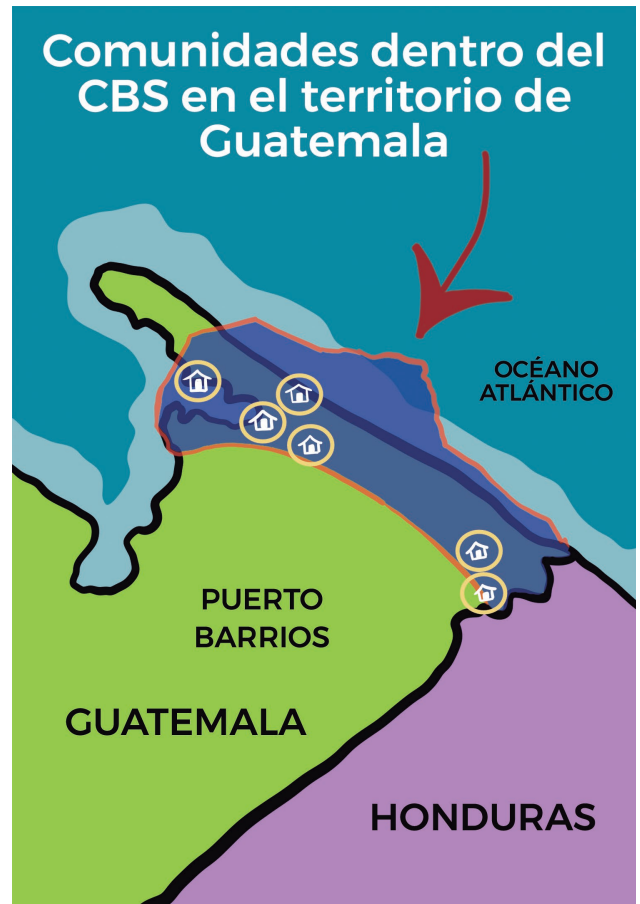 Comunidades dentro del
CBS en el territorio de
Guatemala
OCÉANO
ATLÁNTICO
PUERTO
BARRIOS
GUATEMALA
HONDURAS